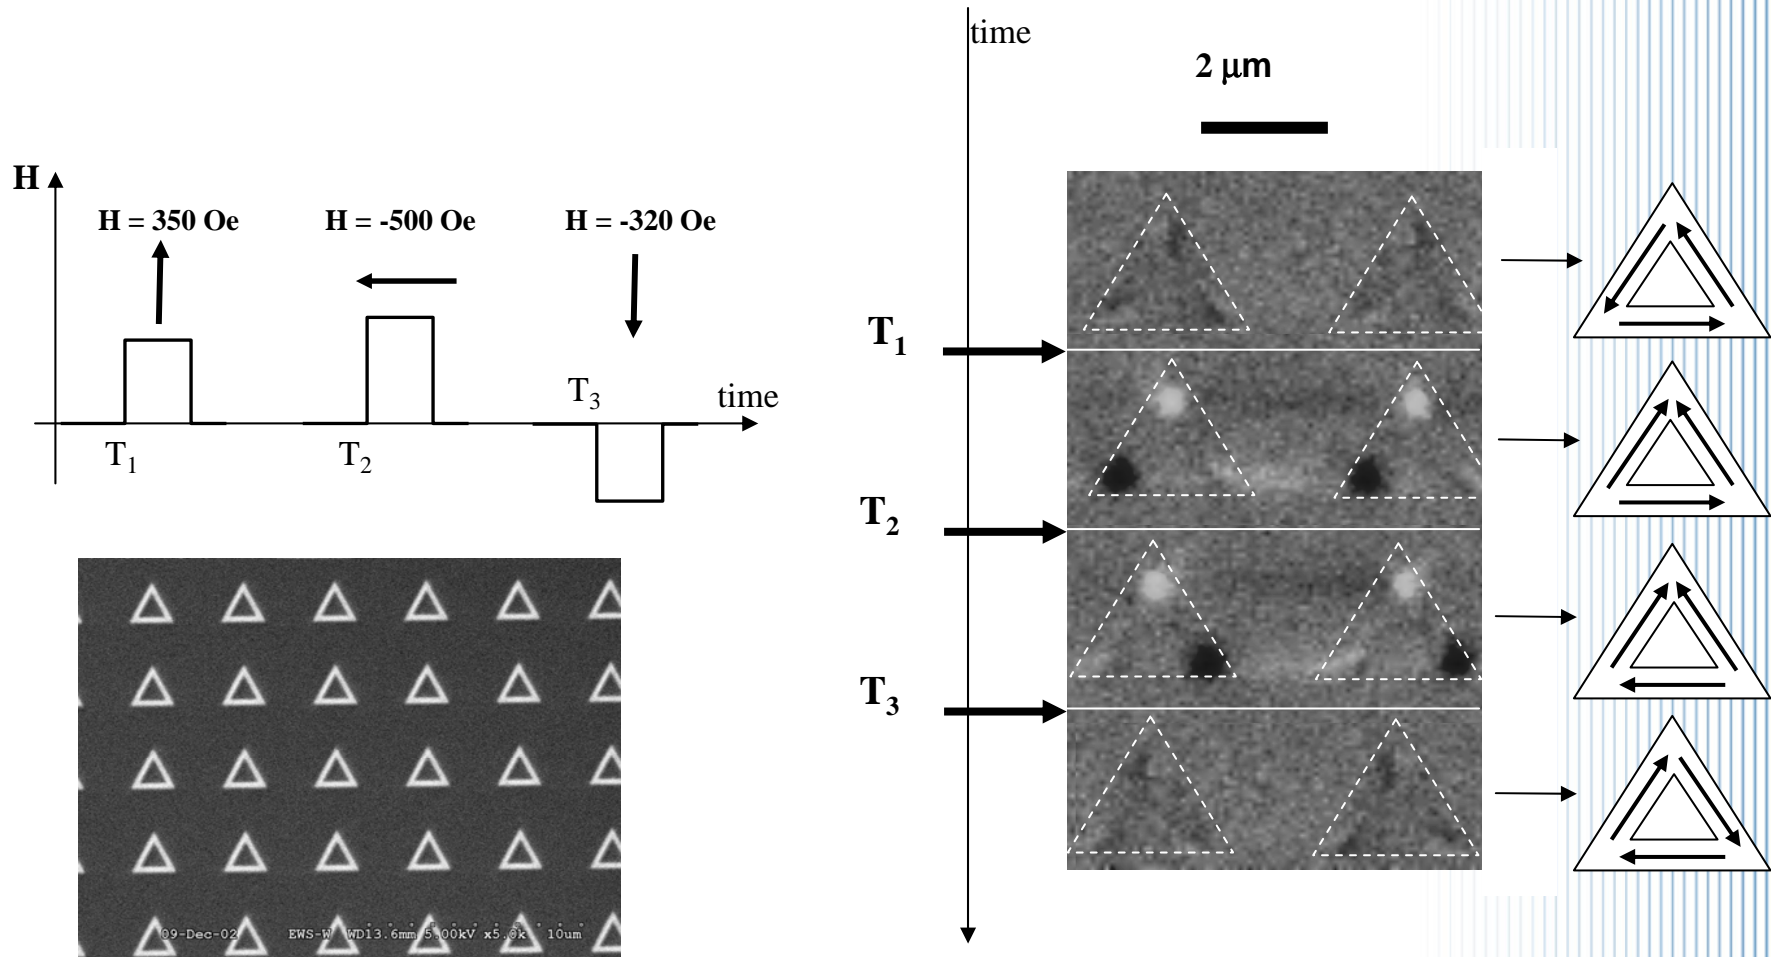 time
2 μm
H
H = 350 Oe
H = -500 Oe
H = -320 Oe
T1
T3
time
T1
T2
T2
T3
09-Dec-02 EWS-W WD13.6mm 5.00kV x5.0k 10um